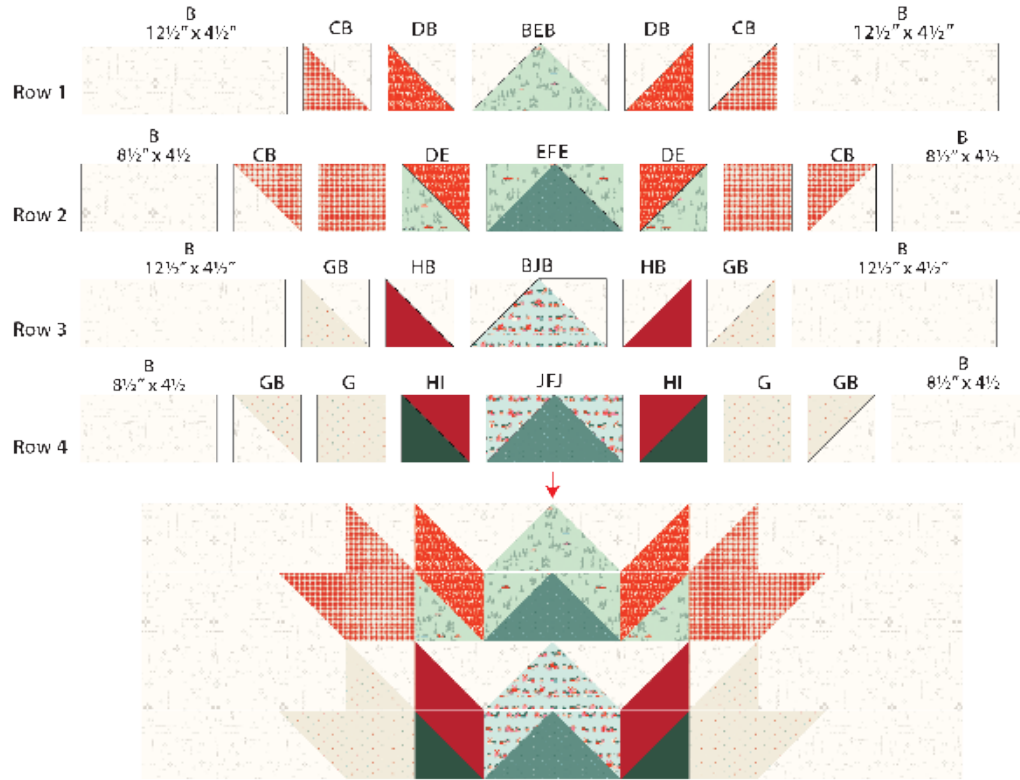 B
12½" x 4½"
CB
DB
BEB
DB
CB
B
12½" x 4½"
Row 1
B
8½" x 4½
CB
DE
EFE
DE
CB
B
8½" x 4½
Row 2
B
12½" x 4½"
GB
HB
BJB
HB
GB
B
12½" x 4½"
Row 3
B
8½" x 4½
GB
G
HI
JFJ
HI
G
GB
B
8½" x 4½
Row 4